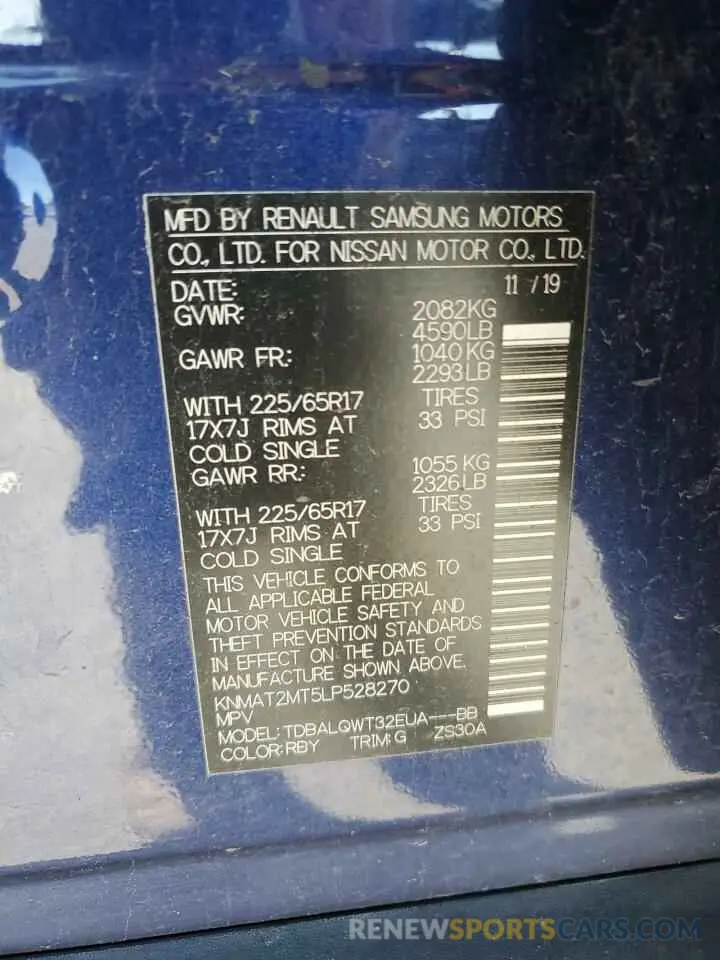 MFD BY RENAULT SAMSUNG MOTORS
CO., LTD. FOR NISSAN MOTOR CO., LTD.
DATE: 11 / 19
GVWR: 2082KG
4590LB
GAWR FR.: 1040 KG
2293 LB
WITH 225/65R17 TIRES
17X7J RIMS AT 33 PSI
COLD SINGLE
GAWR RR.: 1055 KG
2326 LB
WITH 225/65R17 TIRES
17X7J RIMS AT 33 PSI
COLD SINGLE
THIS VEHICLE CONFORMS TO
ALL APPLICABLE FEDERAL
MOTOR VEHICLE SAFETY AND
THEFT PREVENTION STANDARDS
IN EFFECT ON THE DATE OF
MANUFACTURE SHOWN ABOVE.
KNMAT2MT5LP528270
MPV
MODEL: TDBALQWT32EUA---BB
COLOR: RBY TRIM: G ZS30A
RENEWSPORTSCARS.COM